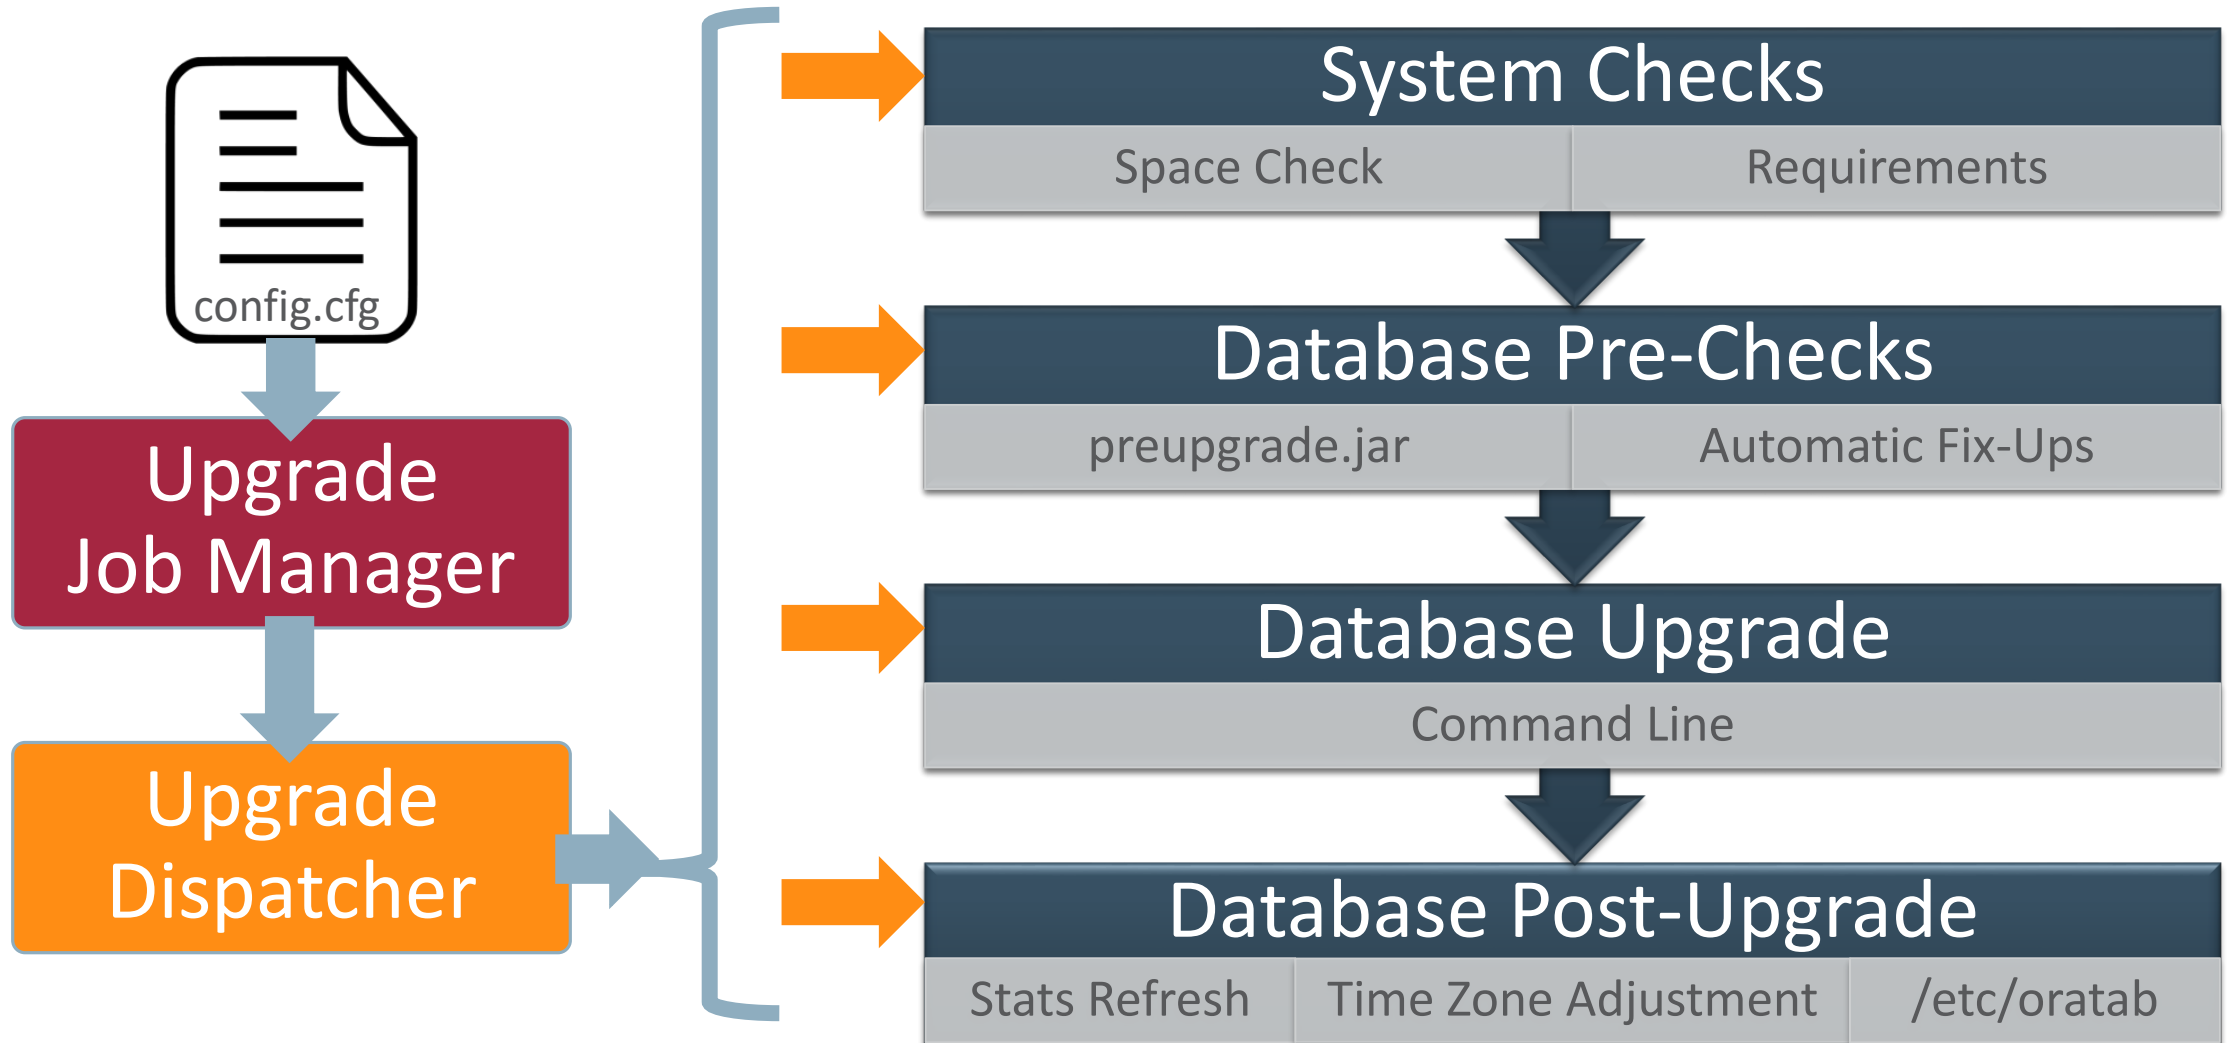 config.cfg
Upgrade
Job Manager
Upgrade
Dispatcher
System Checks
Space Check
Requirements
Database Pre-Checks
preupgrade.jar
Automatic Fix-Ups
Database Upgrade
Command Line
Database Post-Upgrade
Stats Refresh
Time Zone Adjustment
/etc/oratab